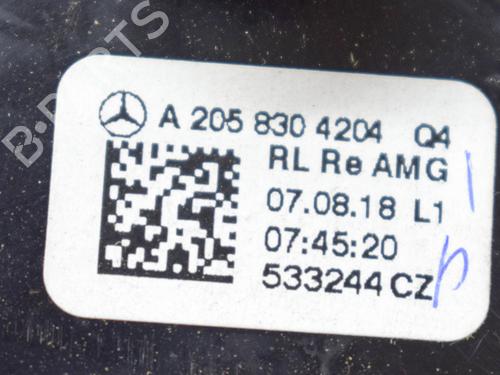 B-PARTS
A 205 830 4204 Q4
RL Re AMG
07.08.18 L1
07:45:20
533244 CZ